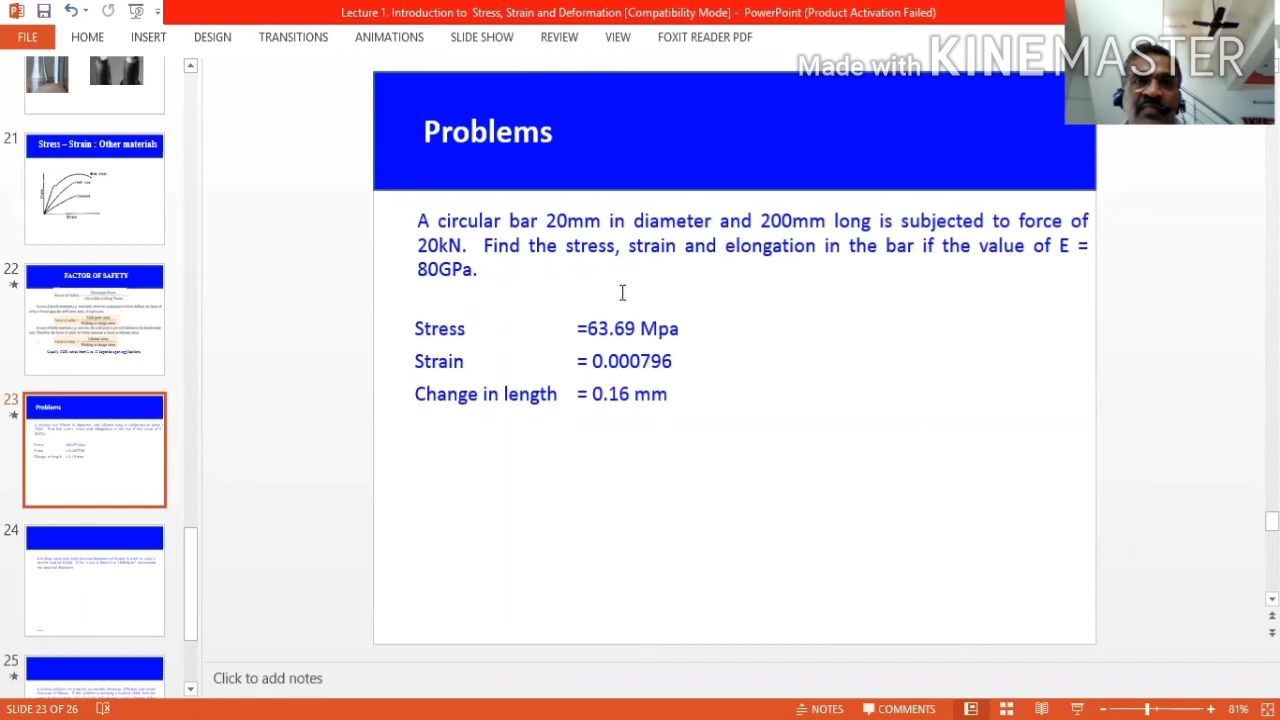 Lecture 1. Introduction to Stress, Strain and Deformation [Compatibility Mode] - PowerPoint (Product Activation Failed)
FILE HOME INSERT DESIGN TRANSITIONS ANIMATIONS SLIDE SHOW REVIEW VIEW FOXIT READER PDF
Made with KINEMASTER
21
Stress – Strain : Other materials
22
FACTOR OF SAFETY
23
Problems
24
25
Problems
A circular bar 20mm in diameter and 200mm long is subjected to force of
20kN. Find the stress, strain and elongation in the bar if the value of E =
80GPa.
Stress =63.69 Mpa
Strain = 0.000796
Change in length = 0.16 mm
Click to add notes
SLIDE 23 OF 26
NOTES COMMENTS 81%